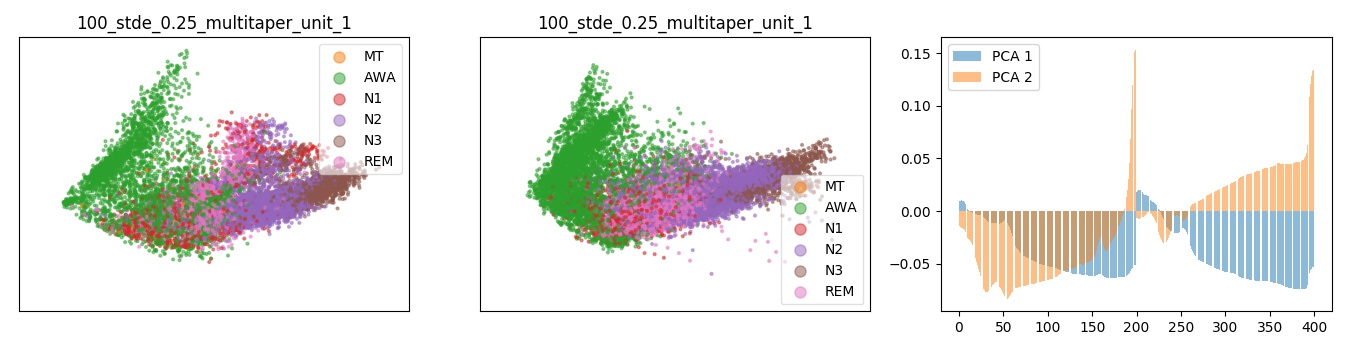 100_stde_0.25_multitaper_unit_1
MT
AWA
N1
N2
N3
REM
100_stde_0.25_multitaper_unit_1
MT
AWA
N1
N2
N3
REM
PCA 1
PCA 2
0.15
0.10
0.05
0.00
−0.05
0 50 100 150 200 250 300 350 400